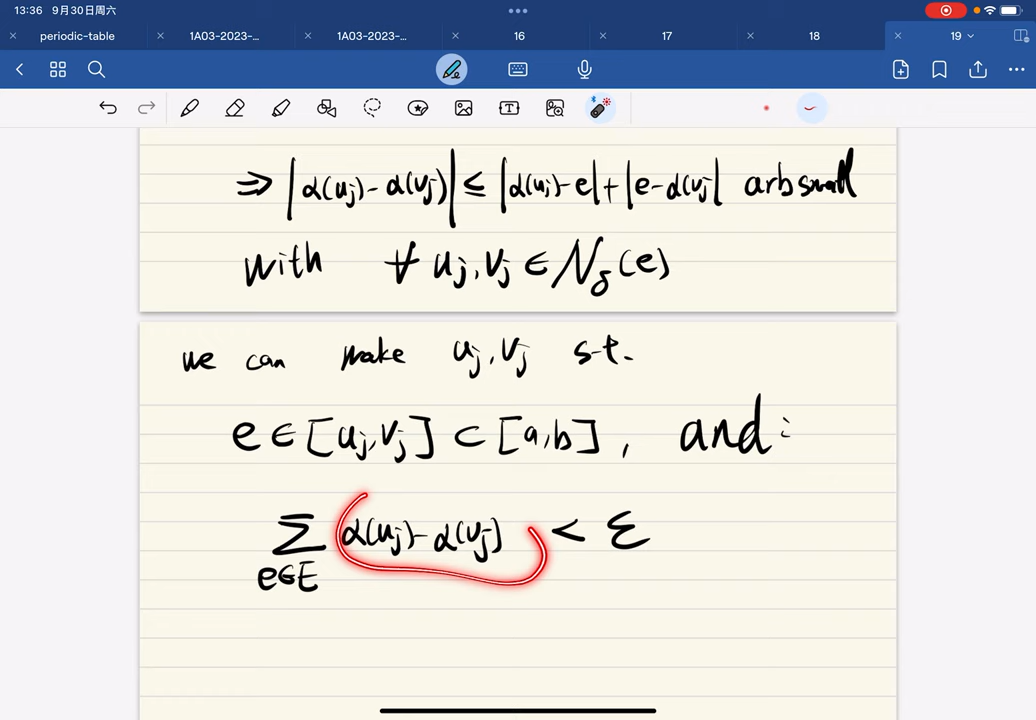 13:36 9月30日周六
periodic-table
1A03-2023-...
1A03-2023-...
16
17
18
19
⇒ |α(uj)-α(vj)| ≤ |α(uj)-e|+|e-α(vj)| arb small
with ∀ uj,vj ∈ Nδ(e)
we can make uj,vj s.t.
e∈[uj,vj]⊂[a,b], and:
∑ α(uj)-α(vj) < ε
e∈E